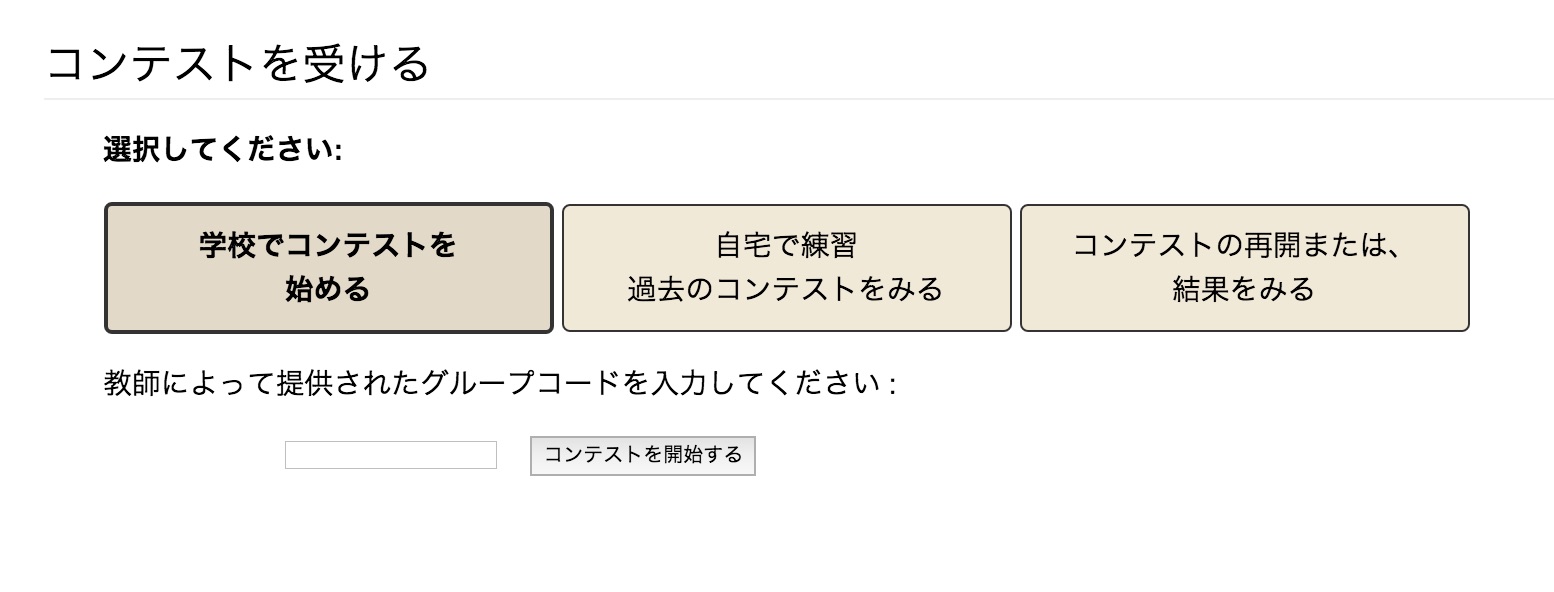 コンテストを受ける
選択してください:
学校でコンテストを
始める
自宅で練習
過去のコンテストをみる
コンテストの再開または、
結果をみる
教師によって提供されたグループコードを入力してください :
コンテストを開始する